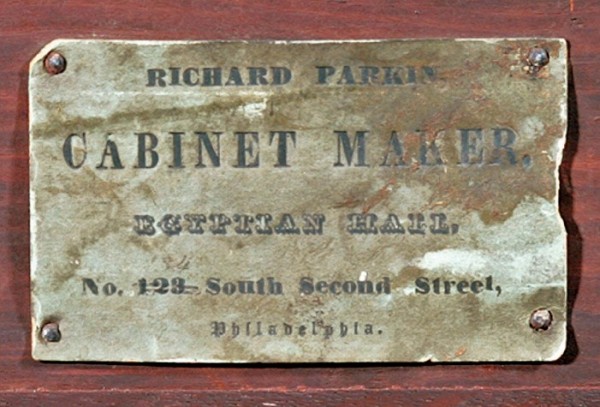 RICHARD PARKIN
CABINET MAKER,
EGYPTIAN HALL,
No. 123 South Second Street,
Philadelphia.